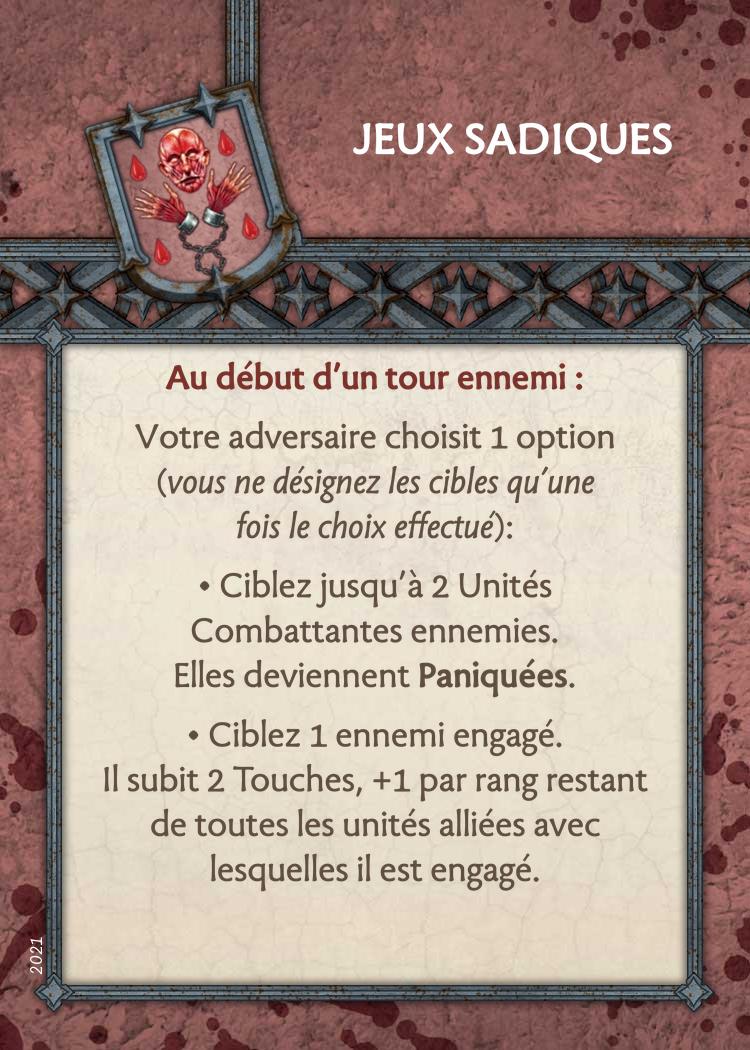 JEUX SADIQUES
Au début d'un tour ennemi :
Votre adversaire choisit 1 option
(vous ne désignez les cibles qu'une
fois le choix effectué):
• Ciblez jusqu'à 2 Unités
Combattantes ennemies.
Elles deviennent Paniquées.
• Ciblez 1 ennemi engagé.
Il subit 2 Touches, +1 par rang restant
de toutes les unités alliées avec
lesquelles il est engagé.
2021